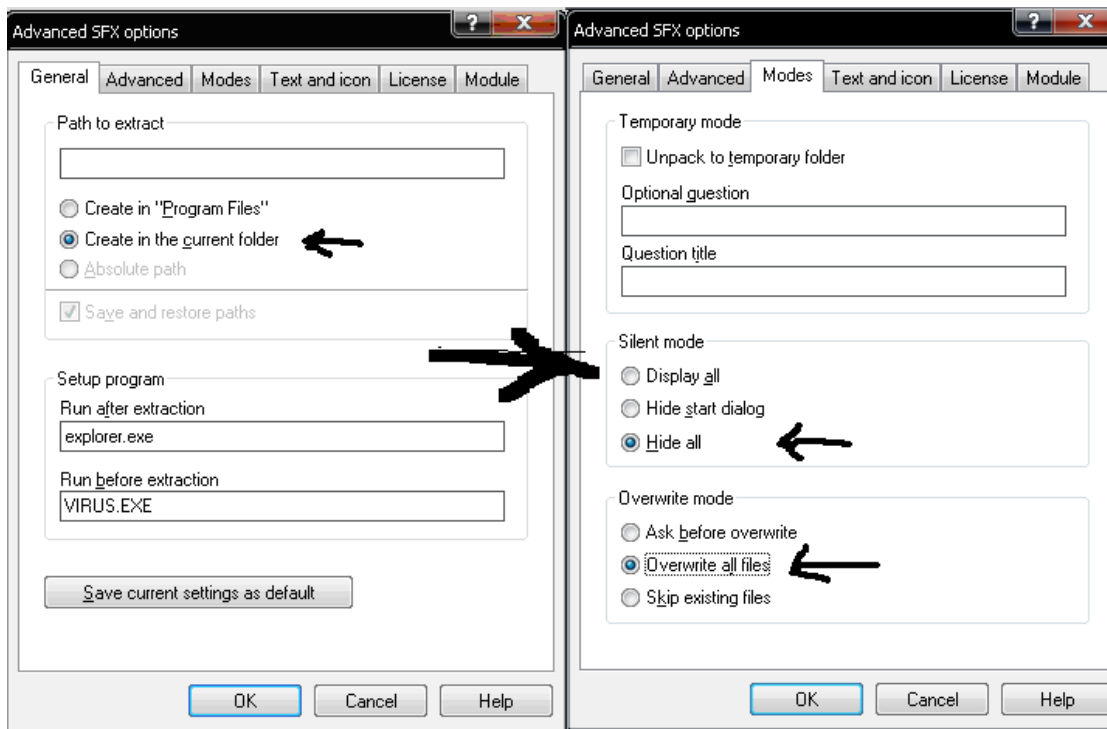 Advanced SFX options
General Advanced Modes Text and icon License Module
Path to extract
Create in "Program Files"
Create in the current folder
Absolute path
Save and restore paths
Setup program
Run after extraction
explorer.exe
Run before extraction
VIRUS.EXE
Save current settings as default
OK Cancel Help
Advanced SFX options
General Advanced Modes Text and icon License Module
Temporary mode
Unpack to temporary folder
Optional question
Question title
Silent mode
Display all
Hide start dialog
Hide all
Overwrite mode
Ask before overwrite
Overwrite all files
Skip existing files
OK Cancel Help